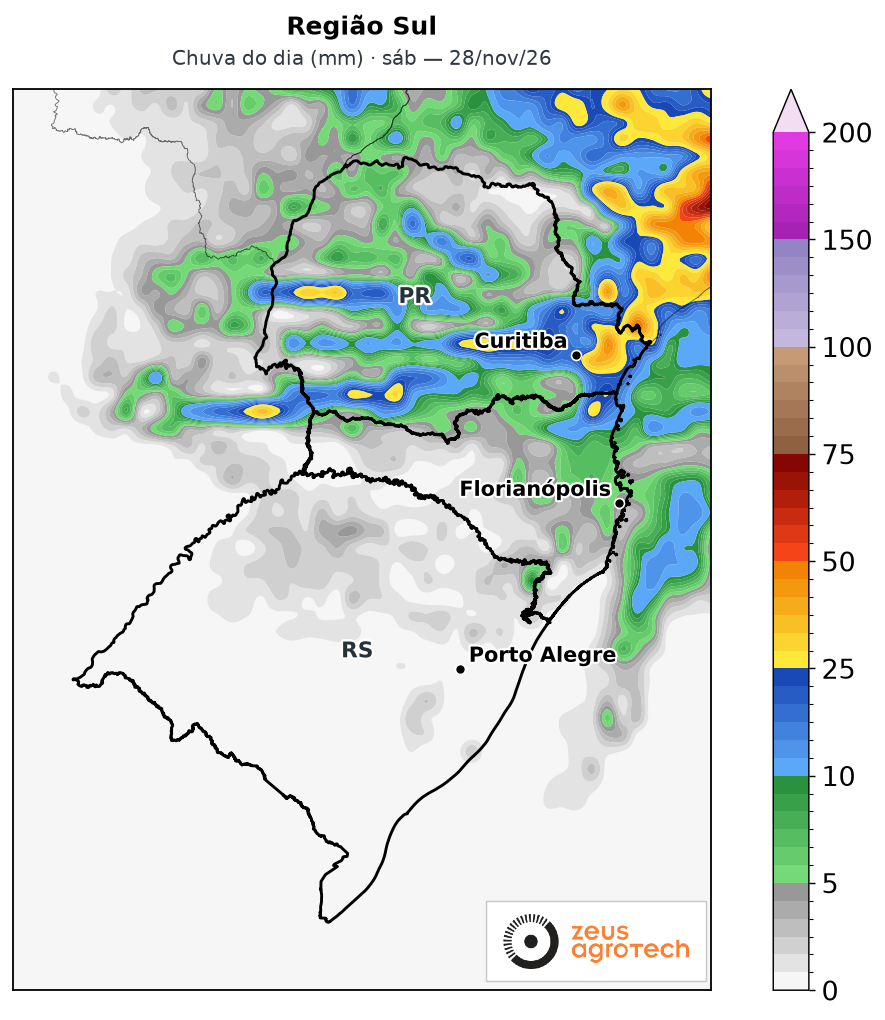 Região Sul
Chuva do dia (mm) · sáb — 28/nov/26
200
150
100
75
50
25
10
5
0
PR
Curitiba
Florianópolis
RS
Porto Alegre
zeus
agrotech